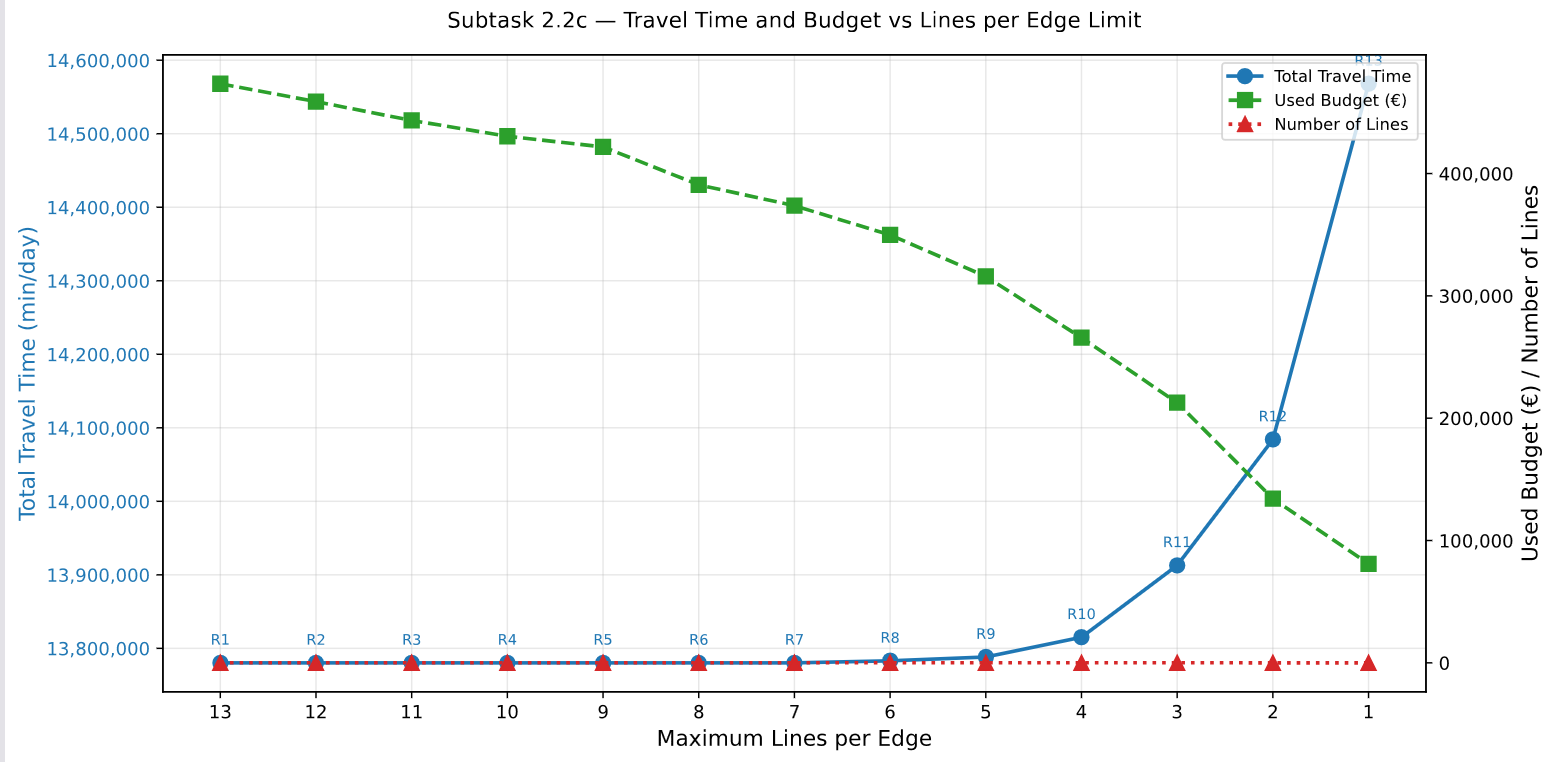 Subtask 2.2c — Travel Time and Budget vs Lines per Edge Limit
Total Travel Time (min/day)
14,600,000
14,500,000
14,400,000
14,300,000
14,200,000
14,100,000
14,000,000
13,900,000
13,800,000
Total Travel Time
Used Budget (€)
Number of Lines
R1 R2 R3 R4 R5 R6 R7 R8 R9 R10 R11 R12 R13
400,000
300,000
200,000
100,000
0
Used Budget (€) / Number of Lines
13 12 11 10 9 8 7 6 5 4 3 2 1
Maximum Lines per Edge